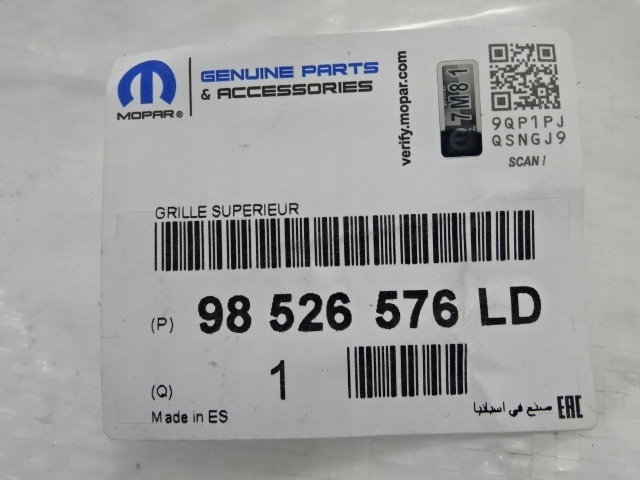 MOPAR®
GENUINE PARTS
& ACCESSORIES
verify.mopar.com
7M81
9QP1PJ
QSNGJ9
SCAN!
GRILLE SUPERIEUR
(P) 98 526 576 LD
(Q) 1
Made in ES
صنع في اسبانيا EAC